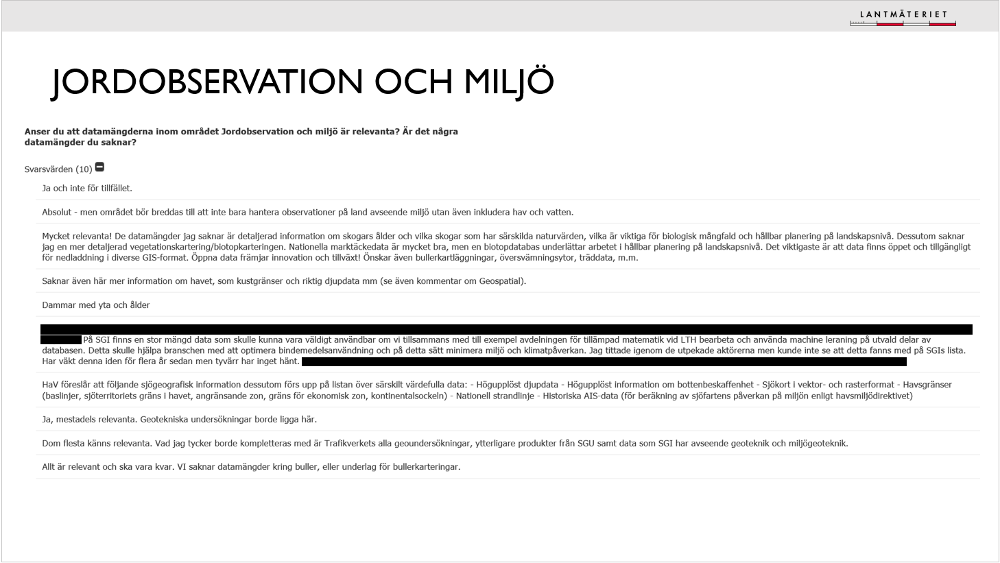 LANTMÄTERIET
JORDOBSERVATION OCH MILJÖ
Anser du att datamängderna inom området Jordobservation och miljö är relevanta? Är det några
datamängder du saknar?
Svarsvärden (10)
Ja och inte för tillfället.
Absolut - men området bör breddas till att inte bara hantera observationer på land avseende miljö utan även inkludera hav och vatten.
Mycket relevanta! De datamängder jag saknar är detaljerad information om skogars ålder och vilka skogar som har särskilda naturvärden, vilka är viktiga för biologisk mångfald och hållbar planering på landskapsnivå. Dessutom saknar
jag en mer detaljerad vegetationskartering/biotopkarteringen. Nationella marktäckedata är mycket bra, men en biotopdatabas underlättar arbetet i hållbar planering på landskapsnivå. Det viktigaste är att data finns öppet och tillgängligt
för nedladdning i diverse GIS-format. Öppna data främjar innovation och tillväxt! Önskar även bullerkartläggningar, översvämningsytor, träddata, m.m.
Saknar även här mer information om havet, som kustgränser och riktig djupdata mm (se även kommentar om Geospatial).
Dammar med yta och ålder
På SGI finns en stor mängd data som skulle kunna vara väldigt användbar om vi tillsammans med till exempel avdelningen för tillämpad matematik vid LTH bearbeta och använda machine leraning på utvald delar av
databasen. Detta skulle hjälpa branschen med att optimera bindemedelsanvändning och på detta sätt minimera miljö och klimatpåverkan. Jag tittade igenom de utpekade aktörerna men kunde inte se att detta fanns med på SGIs lista.
Har väkt denna iden för flera år sedan men tyvärr har inget hänt.
HaV föreslår att följande sjögeografisk information dessutom förs upp på listan över särskilt värdefulla data: - Högupplöst djupdata - Högupplöst information om bottenbeskaffenhet - Sjökort i vektor- och rasterformat - Havsgränser
(baslinjer, sjöterritoriets gräns i havet, angränsande zon, gräns för ekonomisk zon, kontinentalsockeln) - Nationell strandlinje - Historiska AIS-data (för beräkning av sjöfartens påverkan på miljön enligt havsmiljödirektivet)
Ja, mestadels relevanta. Geotekniska undersökningar borde ligga här.
Dom flesta känns relevanta. Vad jag tycker borde kompletteras med är Trafikverkets alla geoundersökningar, ytterligare produkter från SGU samt data som SGI har avseende geoteknik och miljögeoteknik.
Allt är relevant och ska vara kvar. VI saknar datamängder kring buller, eller underlag för bullerkarteringar.